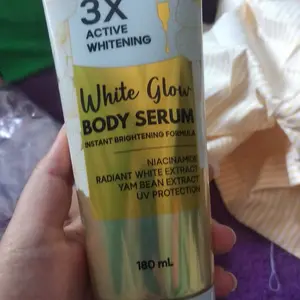 3X
ACTIVE
WHITENING
White Glow
BODY SERUM
INSTANT BRIGHTENING FORMULA
NIACINAMIDE
RADIANT WHITE EXTRACT
YAM BEAN EXTRACT
UV PROTECTION
180 mL